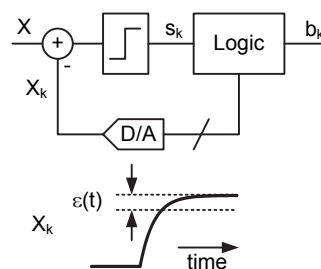 X
+
-
s_k
Logic
b_k
X_k
D/A
ε(t)
X_k
time